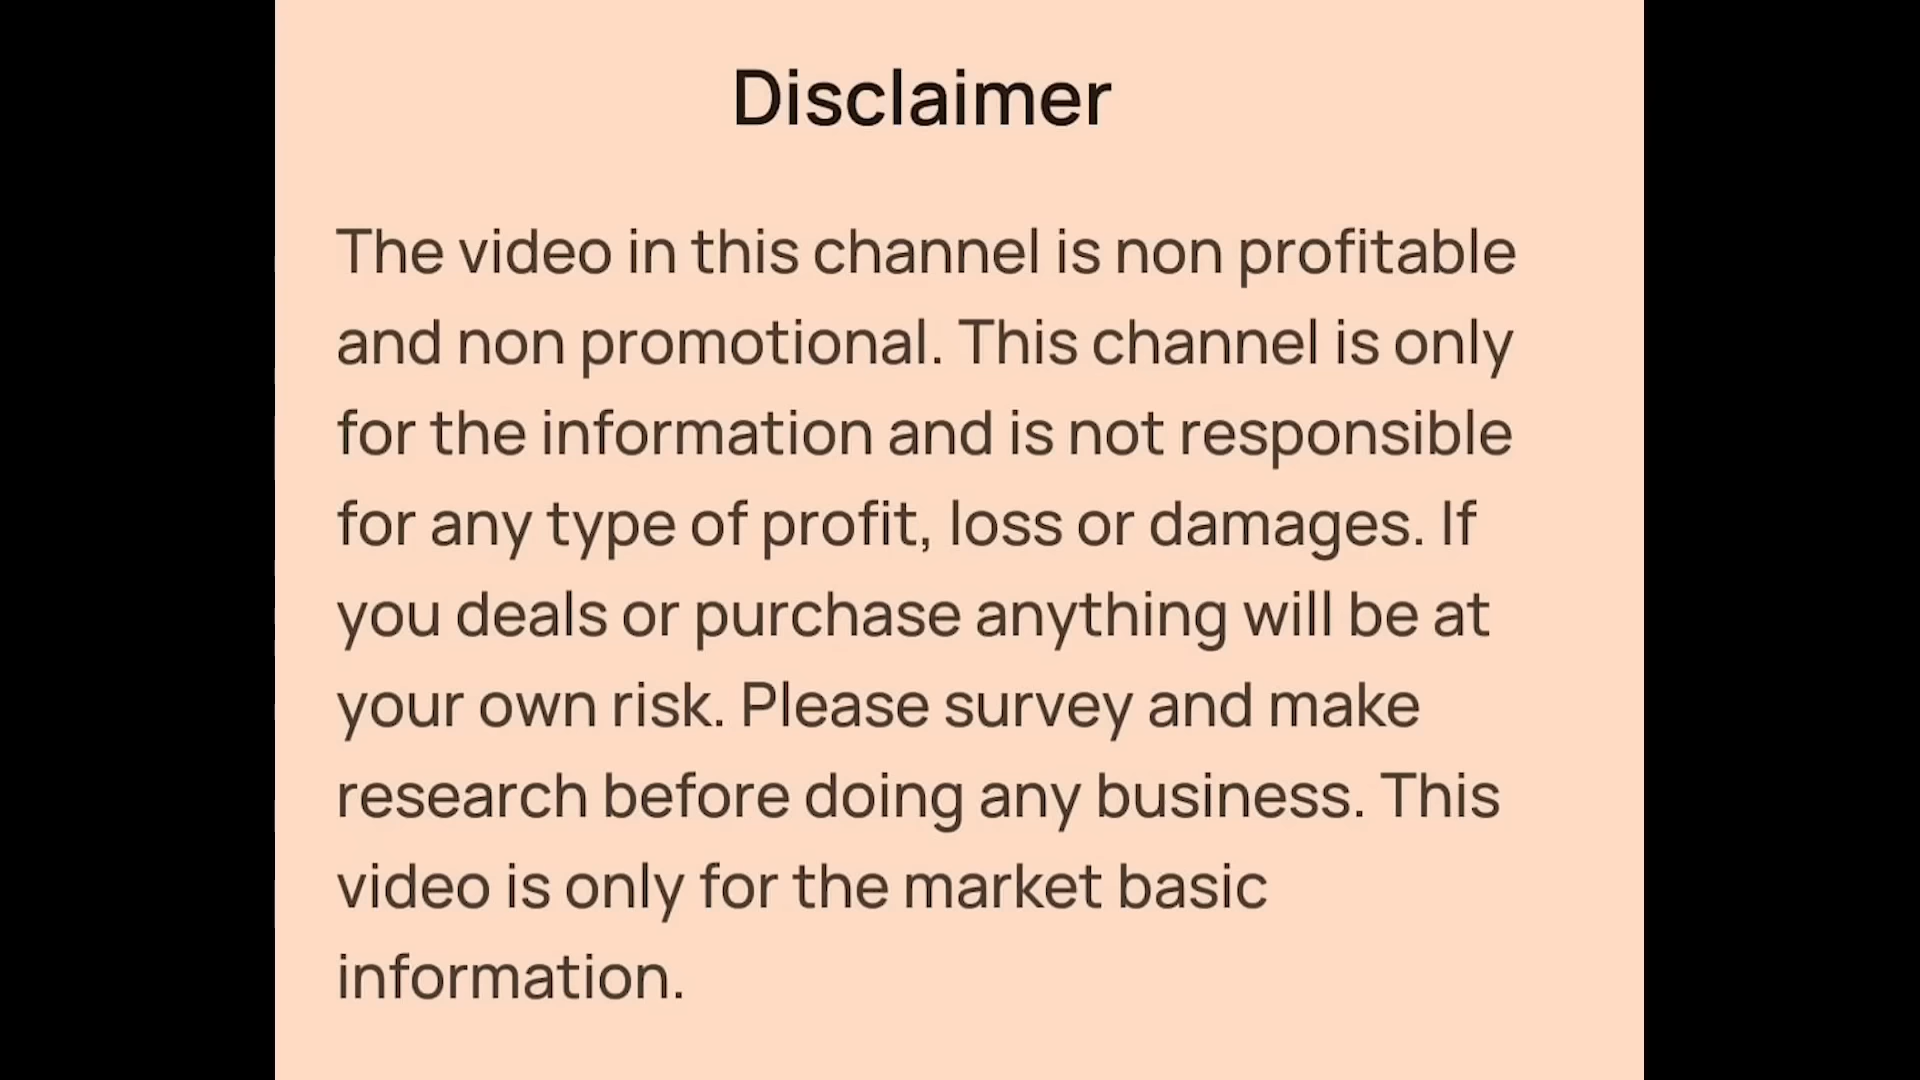 Disclaimer
The video in this channel is non profitable
and non promotional. This channel is only
for the information and is not responsible
for any type of profit, loss or damages. If
you deals or purchase anything will be at
your own risk. Please survey and make
research before doing any business. This
video is only for the market basic
information.